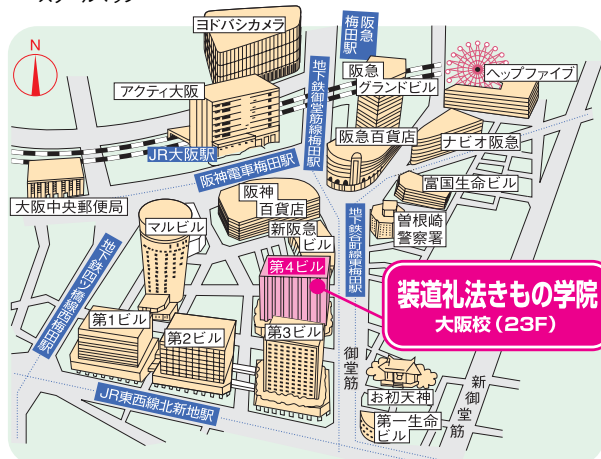 ヨドバシカメラ
阪急
梅田駅
N
阪急
グランドビル
ヘップファイブ
アクティ大阪
地下鉄御堂筋線梅田駅
阪急百貨店
ナビオ阪急
JR大阪駅
阪神電車梅田駅
富国生命ビル
大阪中央郵便局
マルビル
阪神
百貨店
新阪急
ビル
地下鉄谷町線東梅田駅
曽根崎
警察署
地下鉄四ツ橋線西梅田駅
第4ビル
装道礼法きもの学院
大阪校(23F)
第1ビル
第2ビル
第3ビル
御堂筋
お初天神
新御堂筋
JR東西線北新地駅
第一生命
ビル